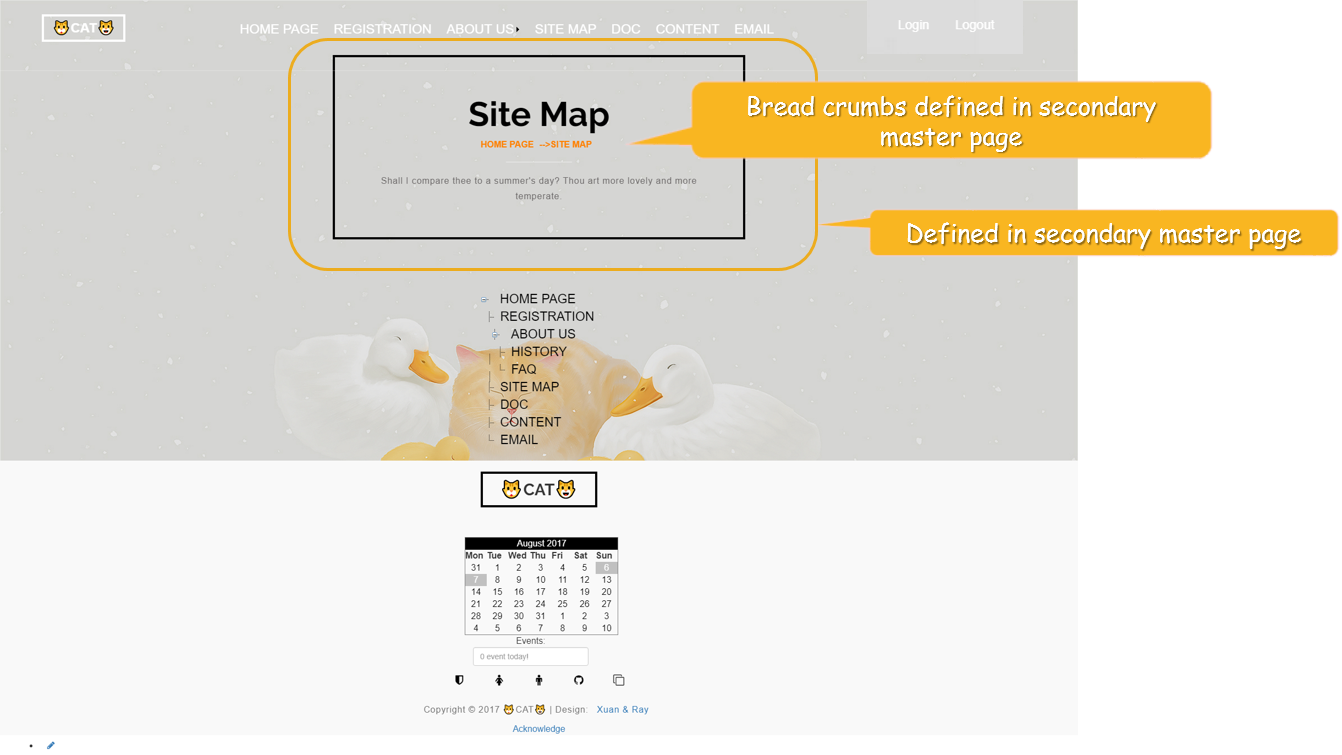 CAT
HOME PAGE REGISTRATION ABOUT US SITE MAP DOC CONTENT EMAIL
Login Logout
Site Map
HOME PAGE -->SITE MAP
Shall I compare thee to a summer's day? Thou art more lovely and more
temperate.
Bread crumbs defined in secondary
master page
Defined in secondary master page
HOME PAGE
REGISTRATION
ABOUT US
HISTORY
FAQ
SITE MAP
DOC
CONTENT
EMAIL
CAT
August 2017
Mon Tue Wed Thu Fri Sat Sun
31 1 2 3 4 5 6
7 8 9 10 11 12 13
14 15 16 17 18 19 20
21 22 23 24 25 26 27
28 29 30 31 1 2 3
4 5 6 7 8 9 10
Events:
0 event today!
Copyright © 2017 CAT | Design: Xuan & Ray
Acknowledge